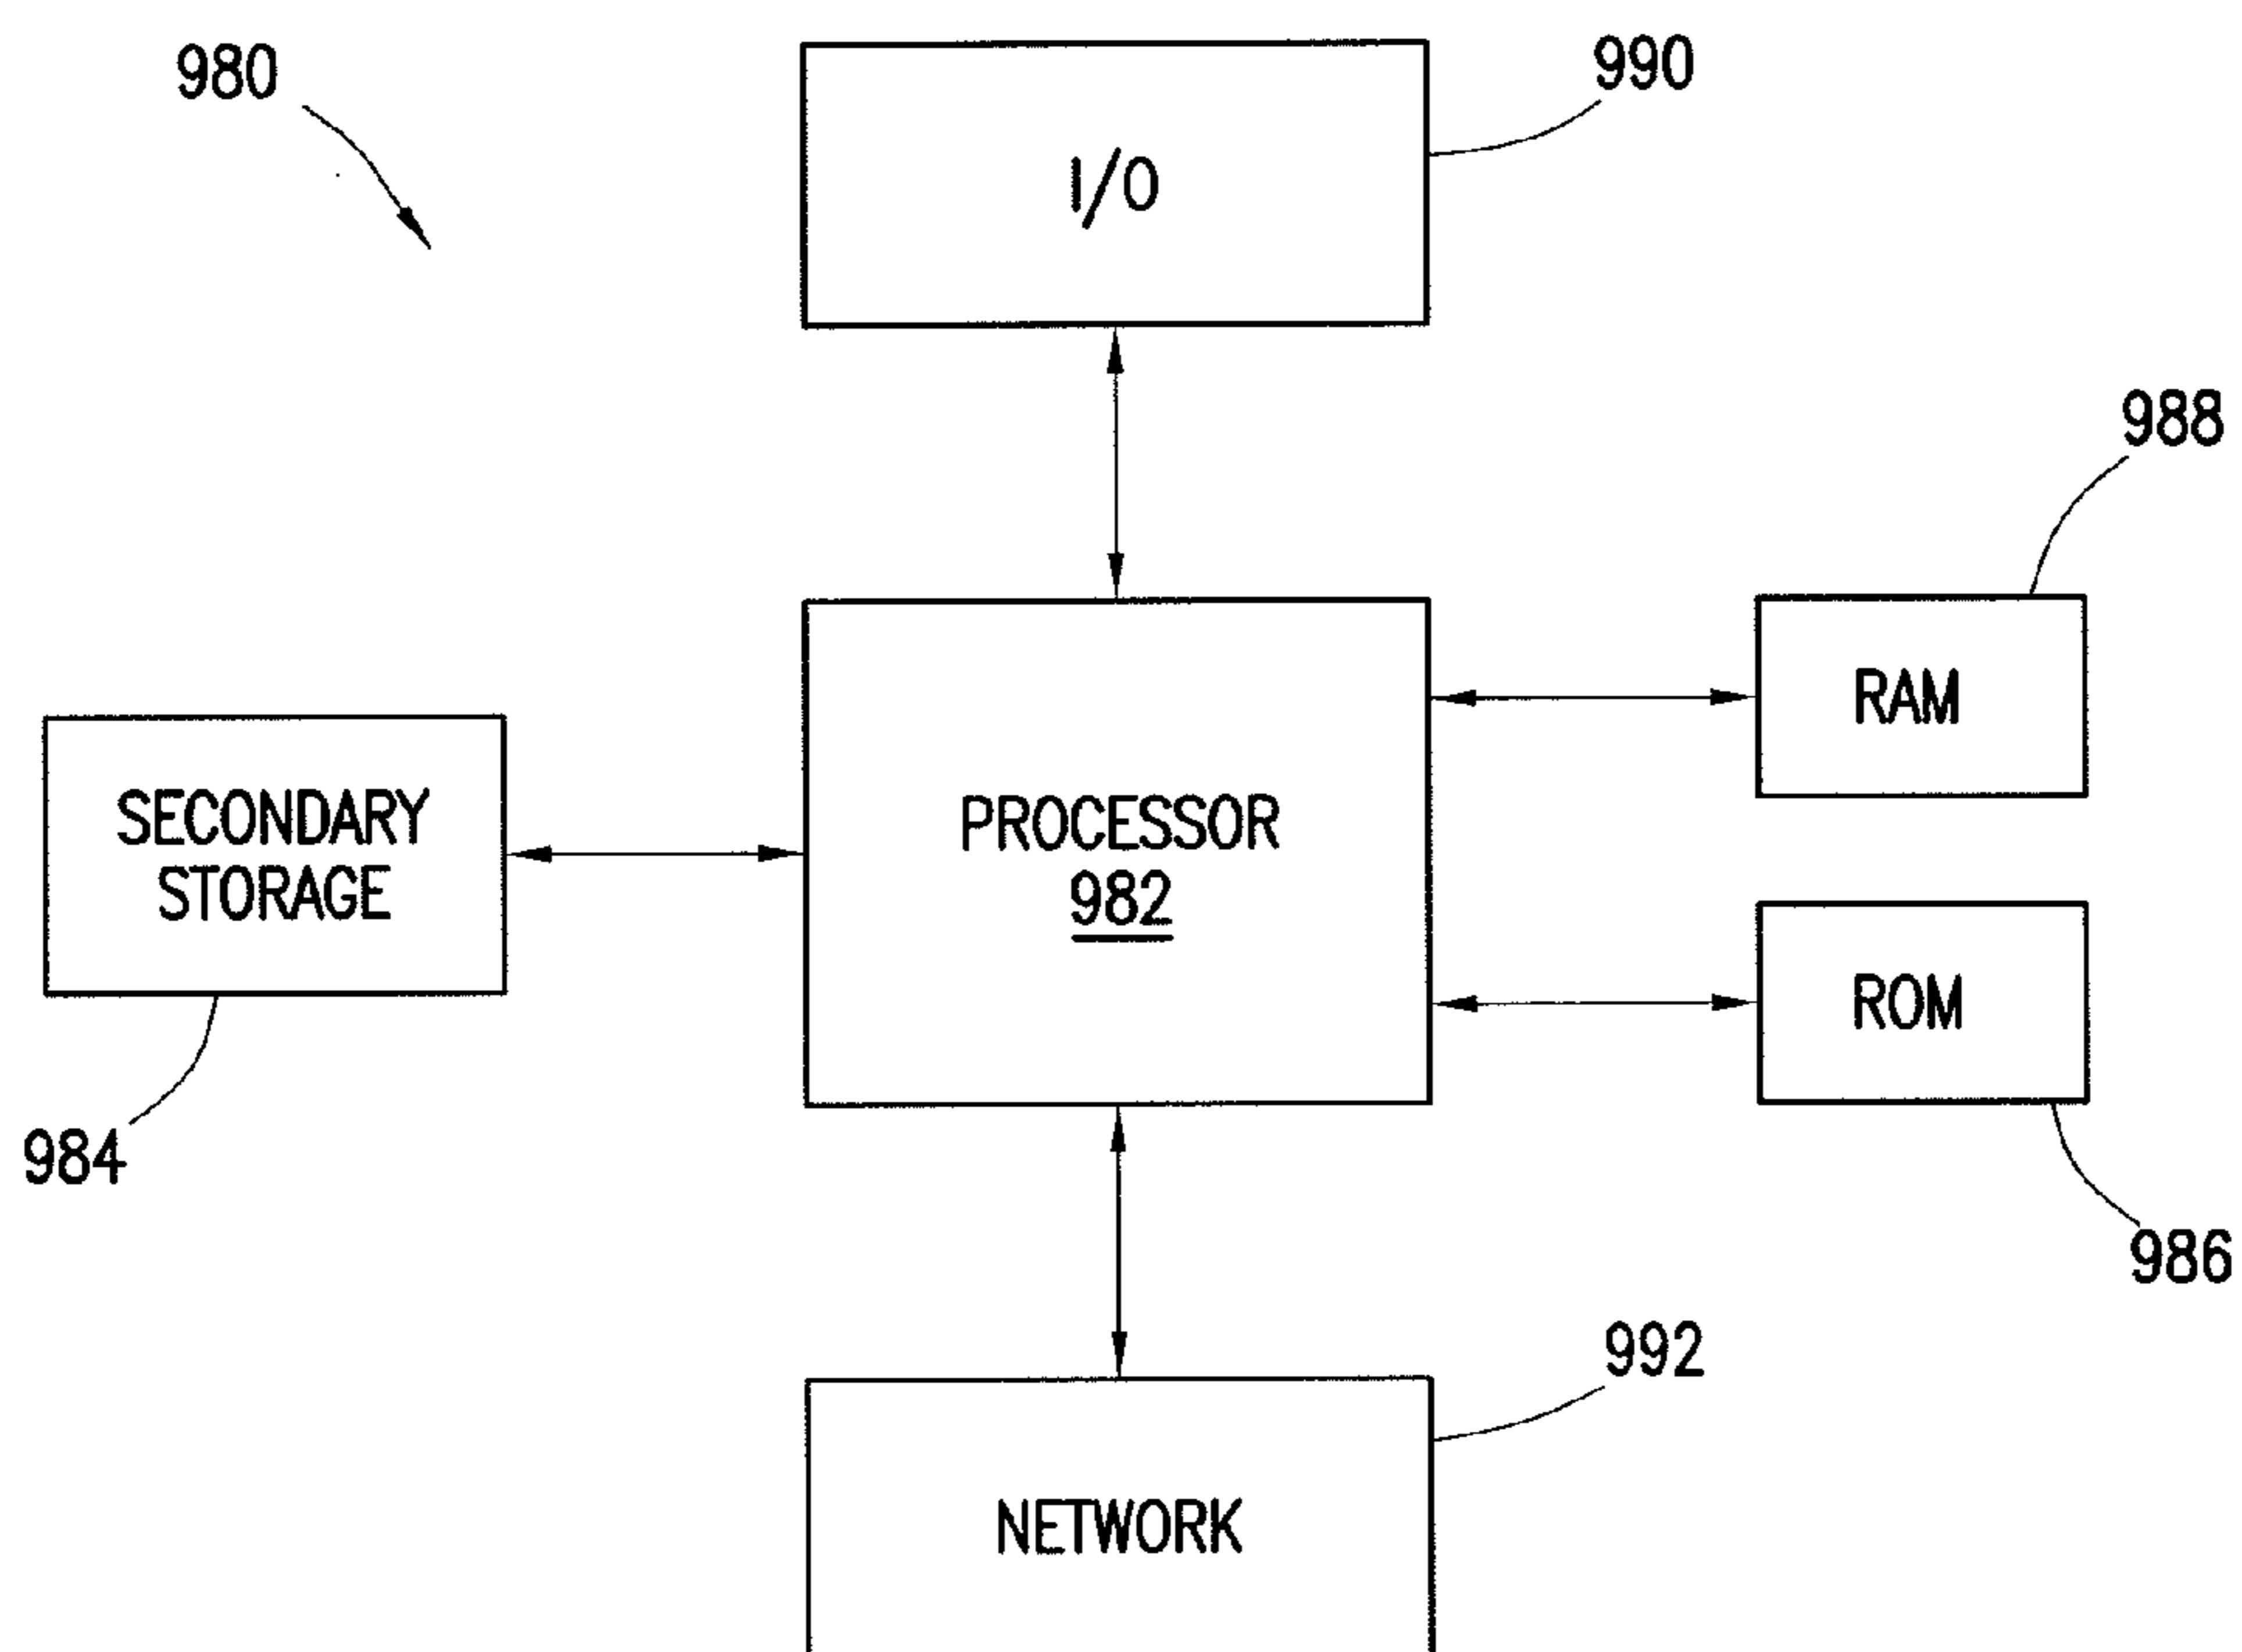 980
990
I/O
988
RAM
SECONDARY
STORAGE
PROCESSOR
982
ROM
984
986
992
NETWORK